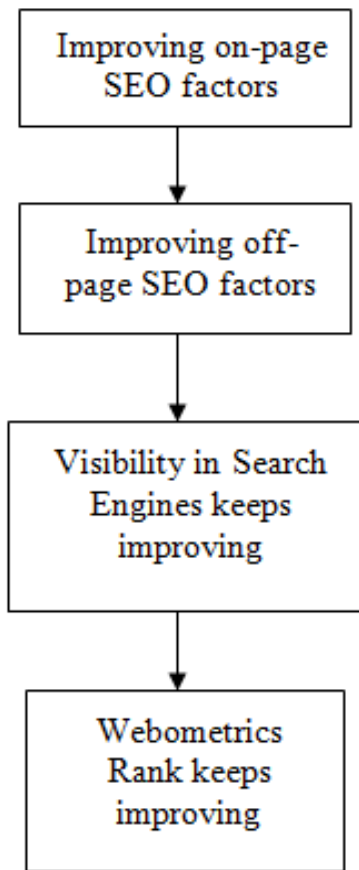 Improving on-page
SEO factors
Improving off-
page SEO factors
Visibility in Search
Engines keeps
improving
Webometrics
Rank keeps
improving